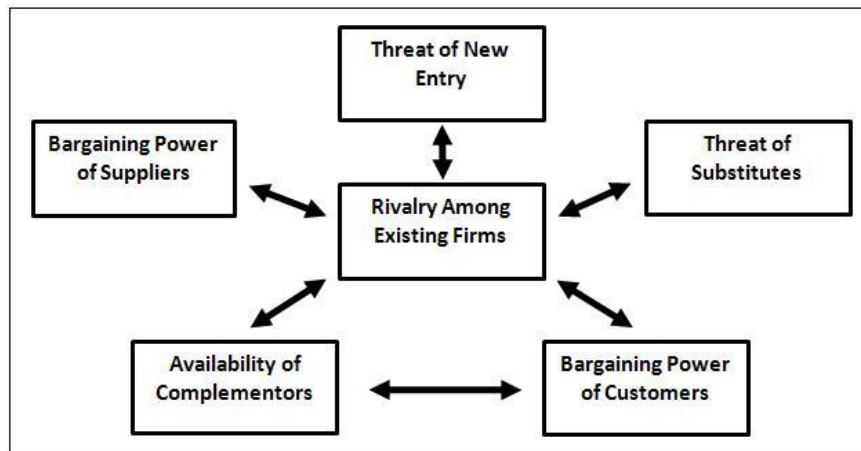 Threat of New
Entry
Bargaining Power
of Suppliers
Threat of
Substitutes
Rivalry Among
Existing Firms
Availability of
Complementors
Bargaining Power
of Customers